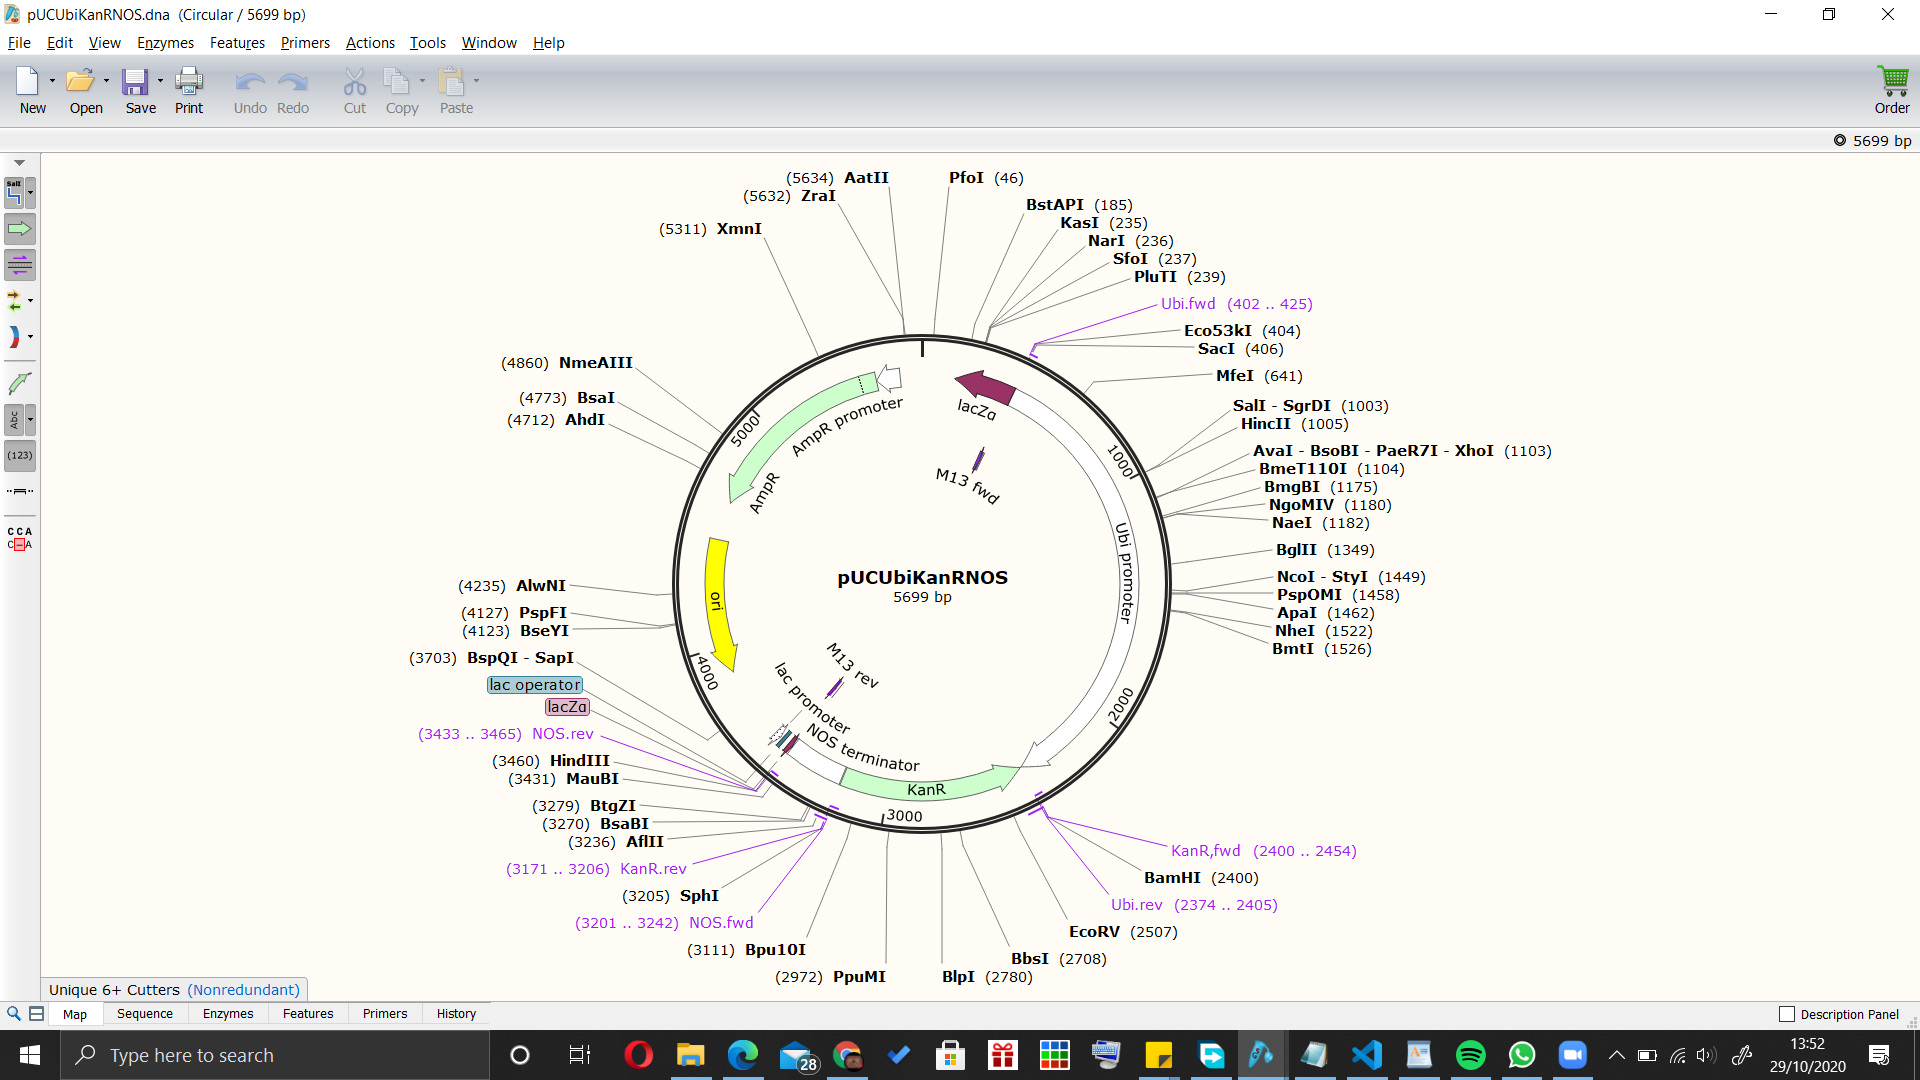 pUCUbiKanRNOS.dna (Circular / 5699 bp)
File Edit View Enzymes Features Primers Actions Tools Window Help
New Open Save Print Undo Redo Cut Copy Paste Order
5699 bp
SalI
Abc
(123)
C C A
C – A
(5634) AatII
(5632) ZraI
(5311) XmnI
PfoI (46)
BstAPI (185)
KasI (235)
NarI (236)
SfoI (237)
PluTI (239)
Ubi.fwd (402 .. 425)
Eco53kI (404)
SacI (406)
MfeI (641)
SalI - SgrDI (1003)
HincII (1005)
AvaI - BsoBI - PaeR7I - XhoI (1103)
BmeT110I (1104)
BmgBI (1175)
NgoMIV (1180)
NaeI (1182)
BglII (1349)
NcoI - StyI (1449)
PspOMI (1458)
ApaI (1462)
NheI (1522)
BmtI (1526)
KanR,fwd (2400 .. 2454)
BamHI (2400)
Ubi.rev (2374 .. 2405)
EcoRV (2507)
BbsI (2708)
BlpI (2780)
(2972) PpuMI
(3111) Bpu10I
(3201 .. 3242) NOS.fwd
(3205) SphI
(3171 .. 3206) KanR.rev
(3236) AflII
(3270) BsaBI
(3279) BtgZI
(3431) MauBI
(3460) HindIII
(3433 .. 3465) NOS.rev
lacZα
lac operator
(3703) BspQI - SapI
(4123) BseYI
(4127) PspFI
(4235) AlwNI
(4712) AhdI
(4773) BsaI
(4860) NmeAIII
1000
2000
3000
4000
5000
AmpR promoter
AmpR
ori
lacZα
M13 fwd
Ubi promoter
M13 rev
lac promoter
NOS terminator
KanR
pUCUbiKanRNOS
5699 bp
Unique 6+ Cutters (Nonredundant)
Map Sequence Enzymes Features Primers History
Description Panel
Type here to search
28
13:52
29/10/2020